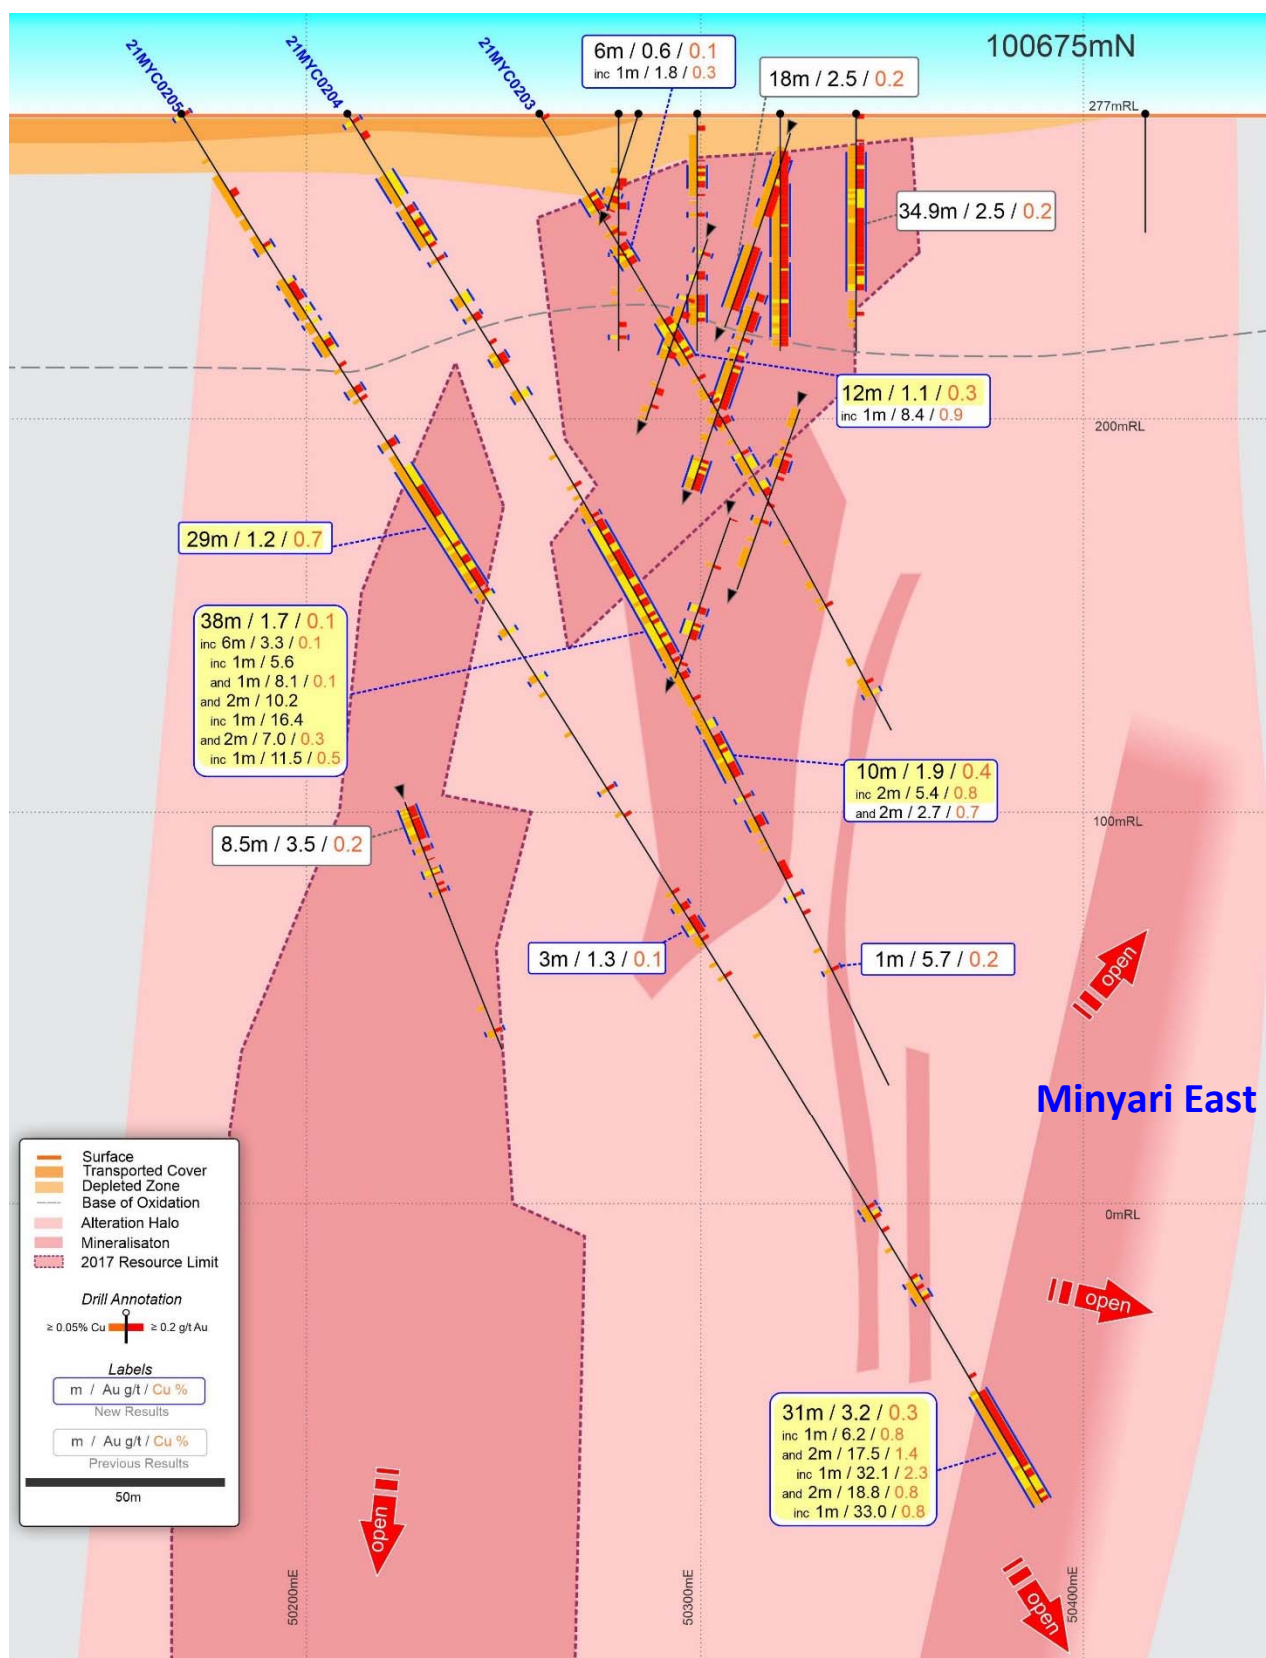 100675mN
21MYC0205
21MYC0204
21MYC0203
6m / 0.6 / 0.1
inc 1m / 1.8 / 0.3
18m / 2.5 / 0.2
277mRL
34.9m / 2.5 / 0.2
12m / 1.1 / 0.3
inc 1m / 8.4 / 0.9
200mRL
29m / 1.2 / 0.7
38m / 1.7 / 0.1
inc 6m / 3.3 / 0.1
inc 1m / 5.6
and 1m / 8.1 / 0.1
and 2m / 10.2
inc 1m / 16.4
and 2m / 7.0 / 0.3
inc 1m / 11.5 / 0.5
10m / 1.9 / 0.4
inc 2m / 5.4 / 0.8
and 2m / 2.7 / 0.7
100mRL
8.5m / 3.5 / 0.2
3m / 1.3 / 0.1
1m / 5.7 / 0.2
open
Minyari East
0mRL
open
31m / 3.2 / 0.3
inc 1m / 6.2 / 0.8
and 2m / 17.5 / 1.4
inc 1m / 32.1 / 2.3
and 2m / 18.8 / 0.8
inc 1m / 33.0 / 0.8
open
open
50200mE
50300mE
50400mE
Surface
Transported Cover
Depleted Zone
Base of Oxidation
Alteration Halo
Mineralisaton
2017 Resource Limit
Drill Annotation
≥ 0.05% Cu
≥ 0.2 g/t Au
Labels
m / Au g/t / Cu %
New Results
m / Au g/t / Cu %
Previous Results
50m